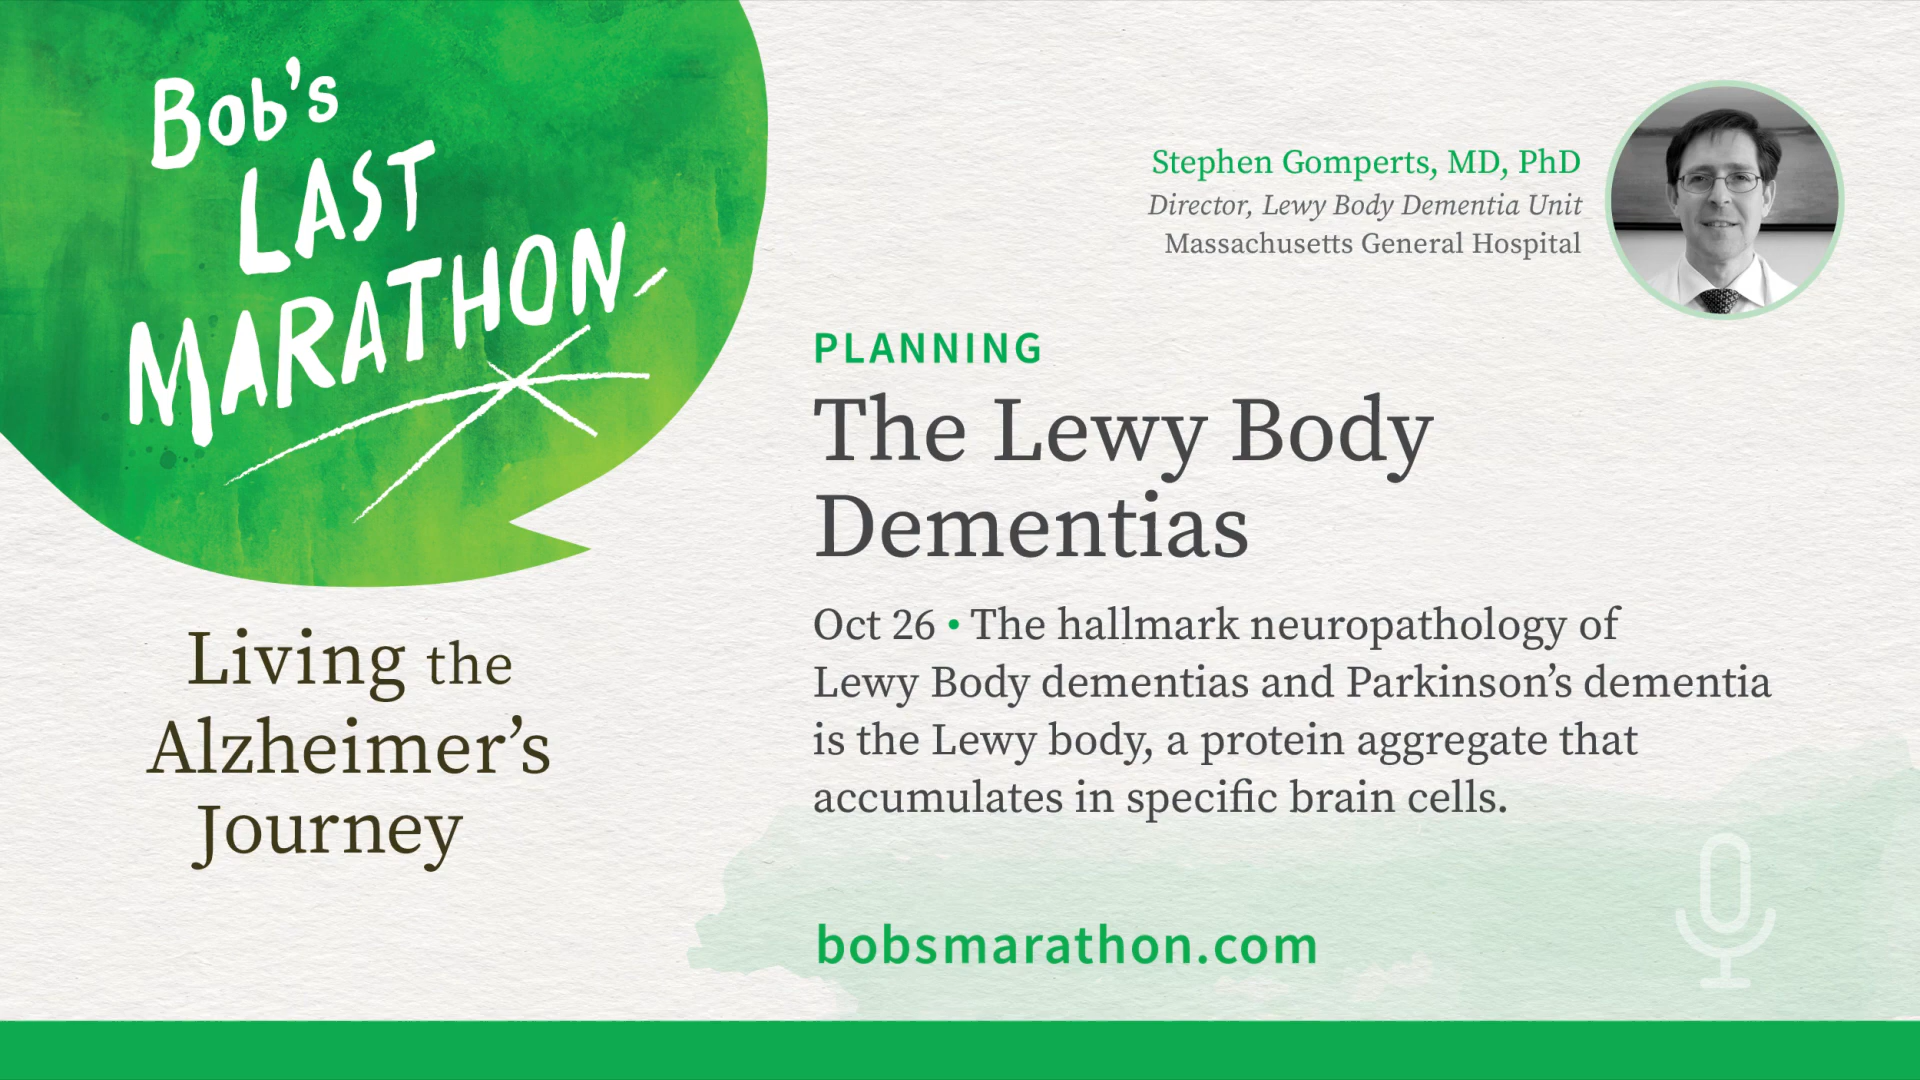 Bob's
LAST
MARATHON
Living the
Alzheimer’s
Journey
Stephen Gomperts, MD, PhD
Director, Lewy Body Dementia Unit
Massachusetts General Hospital
PLANNING
The Lewy Body
Dementias
Oct 26 • The hallmark neuropathology of
Lewy Body dementias and Parkinson’s dementia
is the Lewy body, a protein aggregate that
accumulates in specific brain cells.
bobsmarathon.com